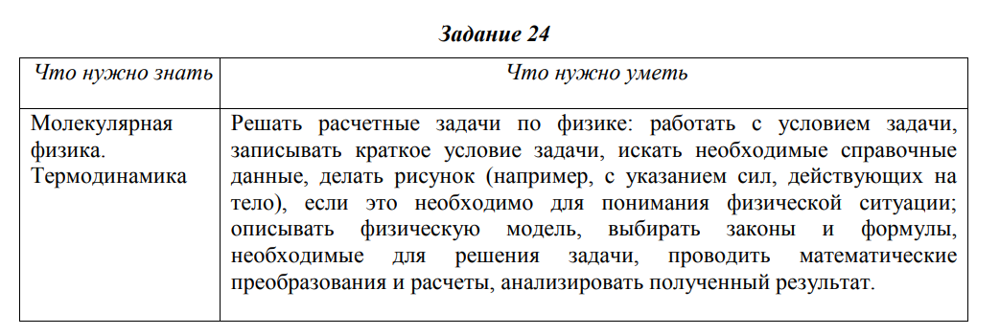 Задание 24
Что нужно знать
Что нужно уметь
Молекулярная
физика.
Термодинамика
Решать расчетные задачи по физике: работать с условием задачи,
записывать краткое условие задачи, искать необходимые справочные
данные, делать рисунок (например, с указанием сил, действующих на
тело), если это необходимо для понимания физической ситуации;
описывать физическую модель, выбирать законы и формулы,
необходимые для решения задачи, проводить математические
преобразования и расчеты, анализировать полученный результат.